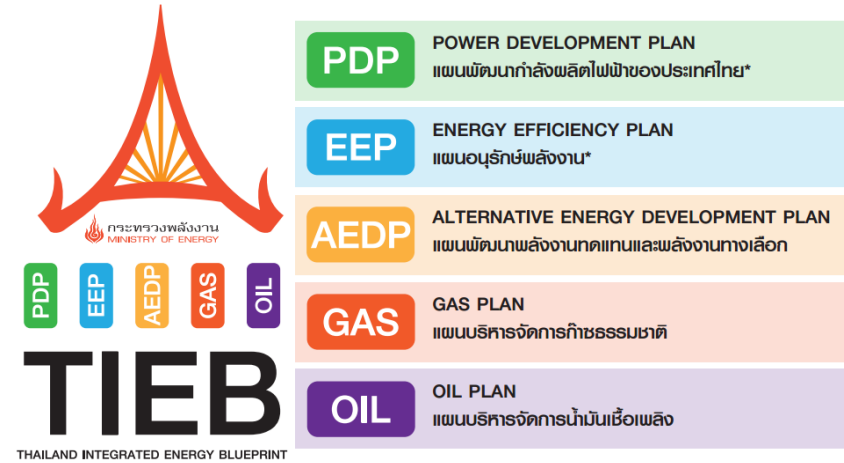 กระทรวงพลังงาน
MINISTRY OF ENERGY
PDP
EEP
AEDP
GAS
OIL
TIEB
THAILAND INTEGRATED ENERGY BLUEPRINT
PDP
POWER DEVELOPMENT PLAN
แผนพัฒนากำลังผลิตไฟฟ้าของประเทศไทย*
EEP
ENERGY EFFICIENCY PLAN
แผนอนุรักษ์พลังงาน*
AEDP
ALTERNATIVE ENERGY DEVELOPMENT PLAN
แผนพัฒนาพลังงานทดแทนและพลังงานทางเลือก
GAS
GAS PLAN
แผนบริหารจัดการก๊าซธรรมชาติ
OIL
OIL PLAN
แผนบริหารจัดการน้ำมันเชื้อเพลิง